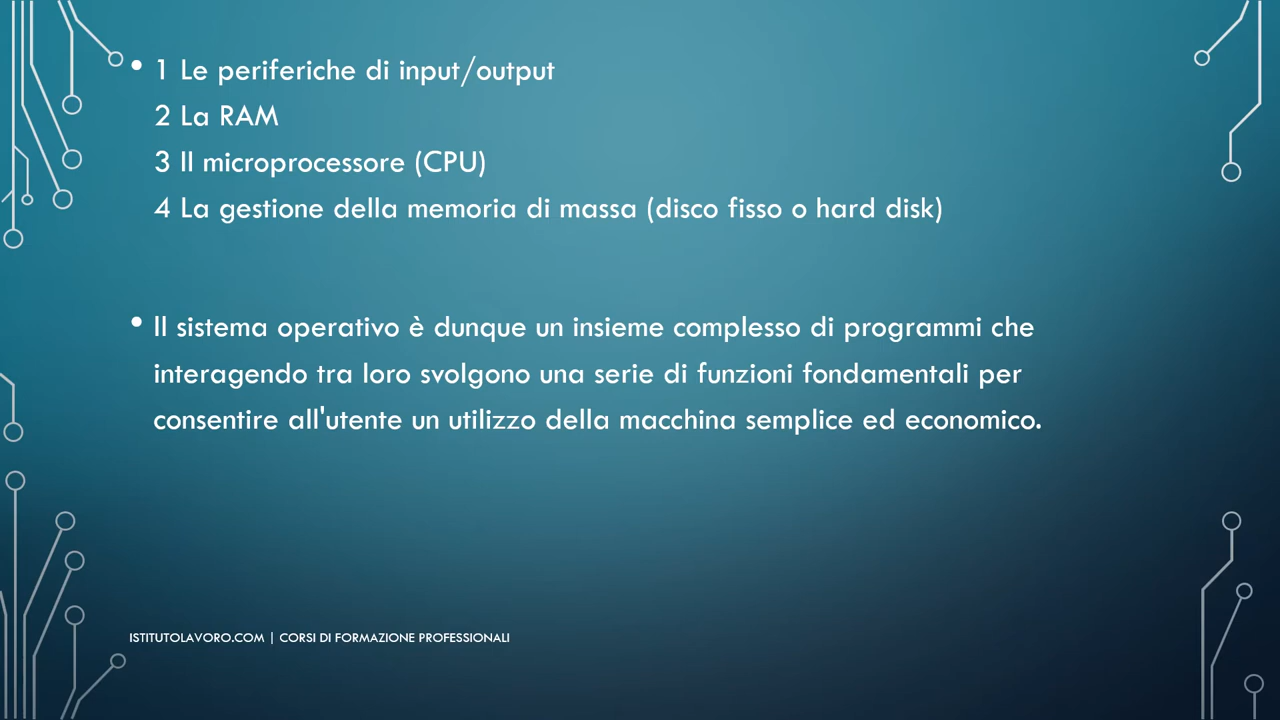 • 1 Le periferiche di input/output
2 La RAM
3 Il microprocessore (CPU)
4 La gestione della memoria di massa (disco fisso o hard disk)
• Il sistema operativo è dunque un insieme complesso di programmi che
interagendo tra loro svolgono una serie di funzioni fondamentali per
consentire all'utente un utilizzo della macchina semplice ed economico.
ISTITUTOLAVORO.COM | CORSI DI FORMAZIONE PROFESSIONALI